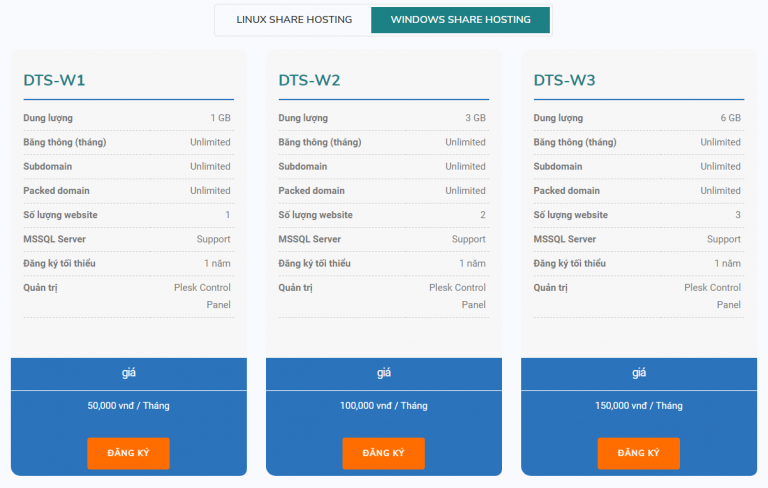 LINUX SHARE HOSTING
WINDOWS SHARE HOSTING
DTS-W1
Dung lượng 1 GB
Băng thông (tháng) Unlimited
Subdomain Unlimited
Packed domain Unlimited
Số lượng website 1
MSSQL Server Support
Đăng ký tối thiểu 1 năm
Quản trị Plesk Control
Panel
giá
50,000 vnđ / Tháng
ĐĂNG KÝ
DTS-W2
Dung lượng 3 GB
Băng thông (tháng) Unlimited
Subdomain Unlimited
Packed domain Unlimited
Số lượng website 2
MSSQL Server Support
Đăng ký tối thiểu 1 năm
Quản trị Plesk Control
Panel
giá
100,000 vnđ / Tháng
ĐĂNG KÝ
DTS-W3
Dung lượng 6 GB
Băng thông (tháng) Unlimited
Subdomain Unlimited
Packed domain Unlimited
Số lượng website 3
MSSQL Server Support
Đăng ký tối thiểu 1 năm
Quản trị Plesk Control
Panel
giá
150,000 vnđ / Tháng
ĐĂNG KÝ